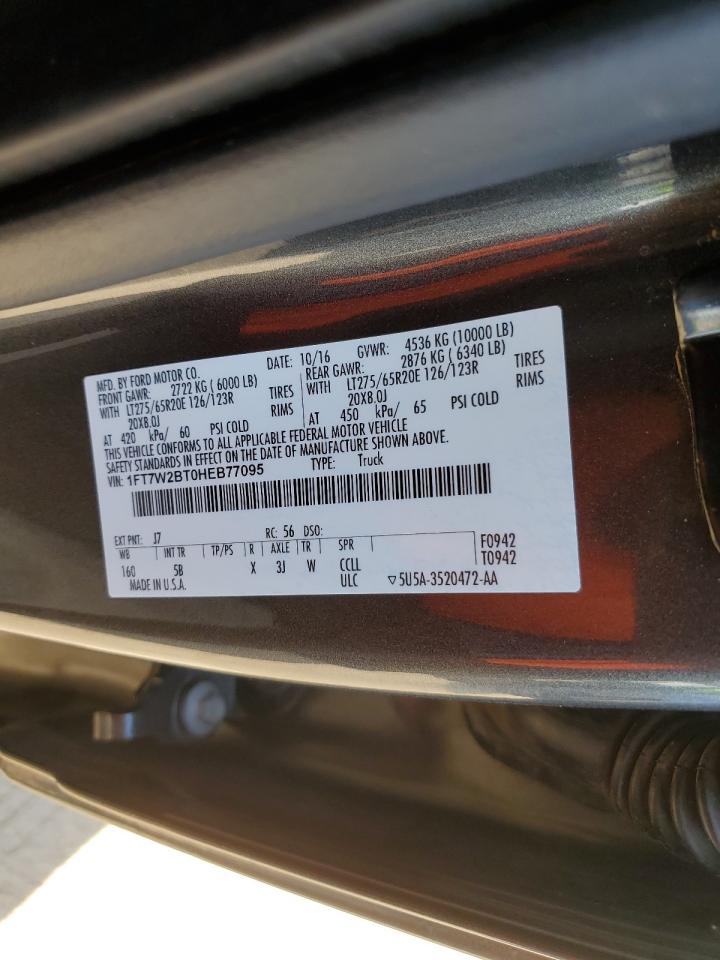 MFD. BY FORD MOTOR CO. DATE: 10/16 GVWR: 4536 KG (10000 LB)
FRONT GAWR: 2722 KG (6000 LB) REAR GAWR: 2876 KG (6340 LB)
WITH LT275/65R20E 126/123R TIRES WITH LT275/65R20E 126/123R TIRES
20X8.0J RIMS 20X8.0J RIMS
AT 420 kPa/ 60 PSI COLD AT 450 kPa/ 65 PSI COLD
THIS VEHICLE CONFORMS TO ALL APPLICABLE FEDERAL MOTOR VEHICLE
SAFETY STANDARDS IN EFFECT ON THE DATE OF MANUFACTURE SHOWN ABOVE.
VIN: 1FT7W2BT0HEB77095 TYPE: Truck
EXT PNT: J7 RC: 56 DSO:
WB INT TR TP/PS R AXLE TR SPR F0942
160 5B X 3J W CCLL T0942
MADE IN U.S.A. ULC ▽5U5A-3520472-AA